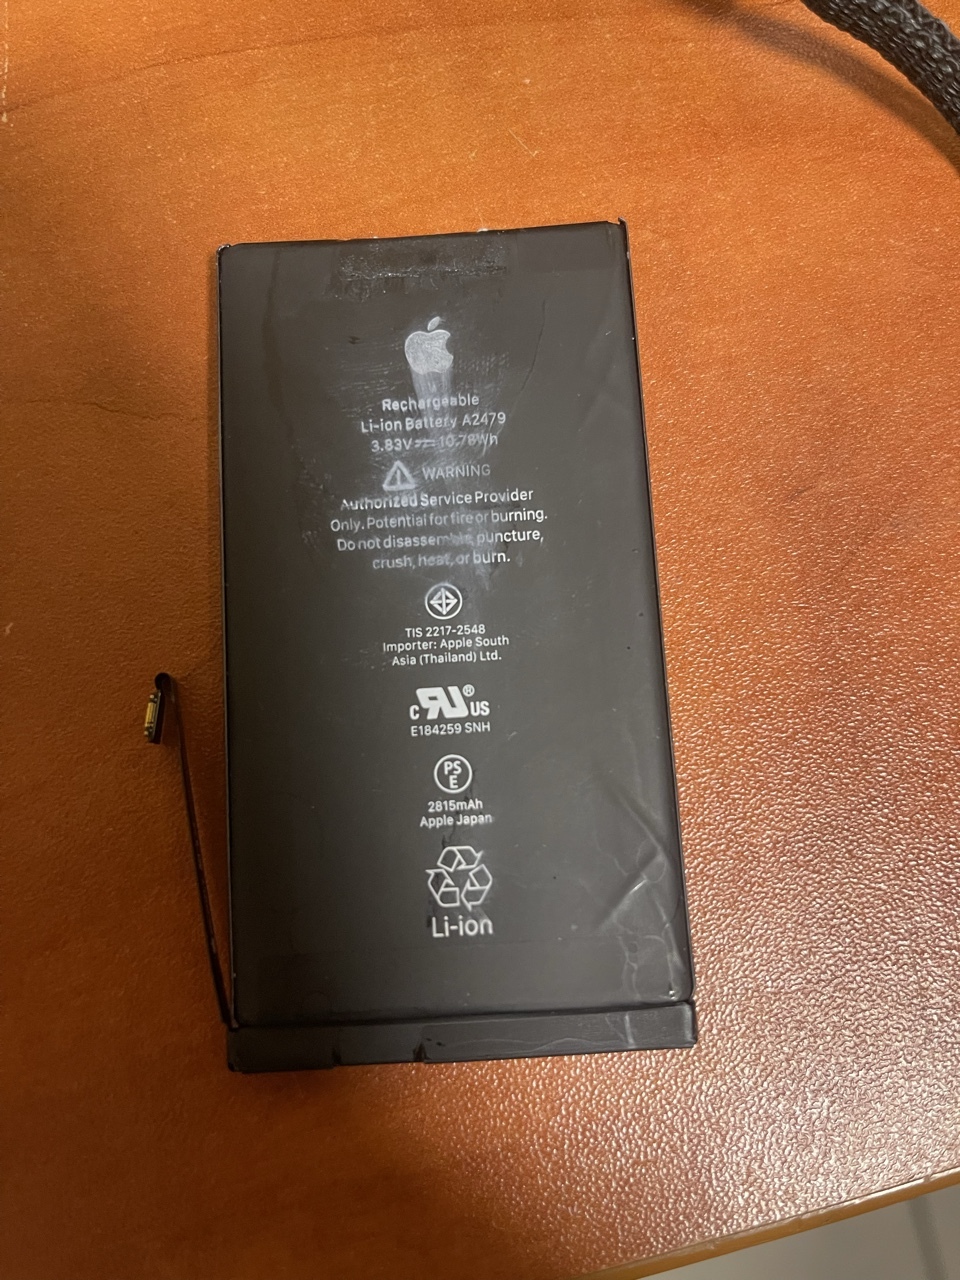 Rechargeable
Li-ion Battery A2479
3.83V⎓10.78Wh
WARNING
Authorized Service Provider
Only. Potential for fire or burning.
Do not disassemble, puncture,
crush, heat, or burn.
TIS 2217-2548
Importer: Apple South
Asia (Thailand) Ltd.
c RU® US
E184259 SNH
PS
E
2815mAh
Apple Japan
Li-ion